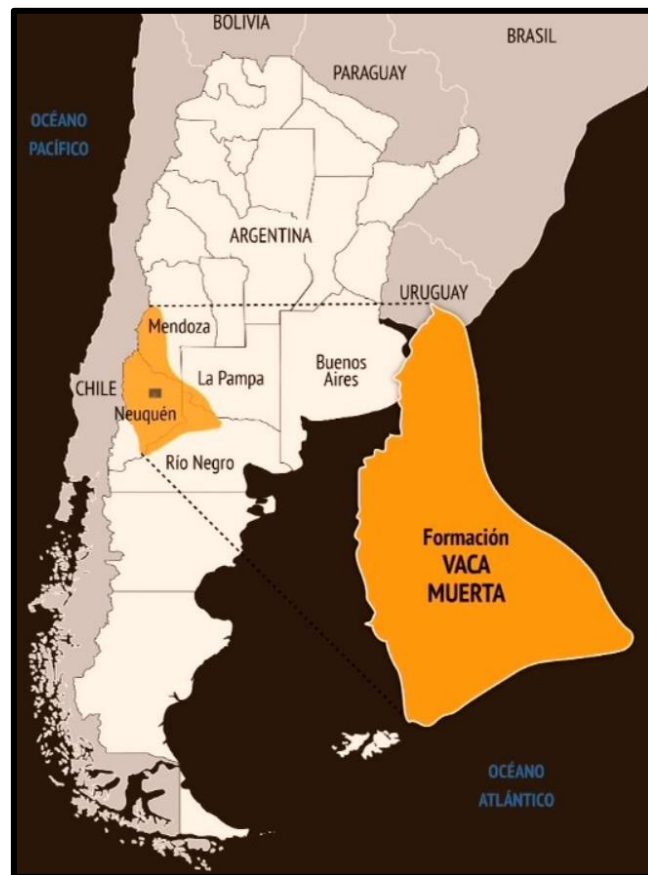 BOLIVIA
BRASIL
PARAGUAY
OCÉANO
PACÍFICO
ARGENTINA
URUGUAY
Mendoza
Buenos
Aires
La Pampa
CHILE
Neuquén
Río Negro
Formación
VACA
MUERTA
OCÉANO
ATLÁNTICO